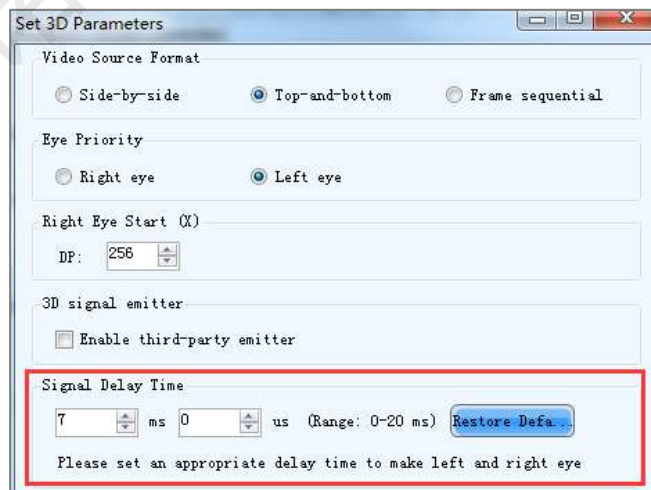 Set 3D Parameters
Video Source Format
Side-by-side Top-and-bottom Frame sequential
Eye Priority
Right eye Left eye
Right Eye Start (X)
DP: 256
3D signal emitter
Enable third-party emitter
Signal Delay Time
7 ms 0 us (Range: 0-20 ms) Restore Defa...
Please set an appropriate delay time to make left and right eye